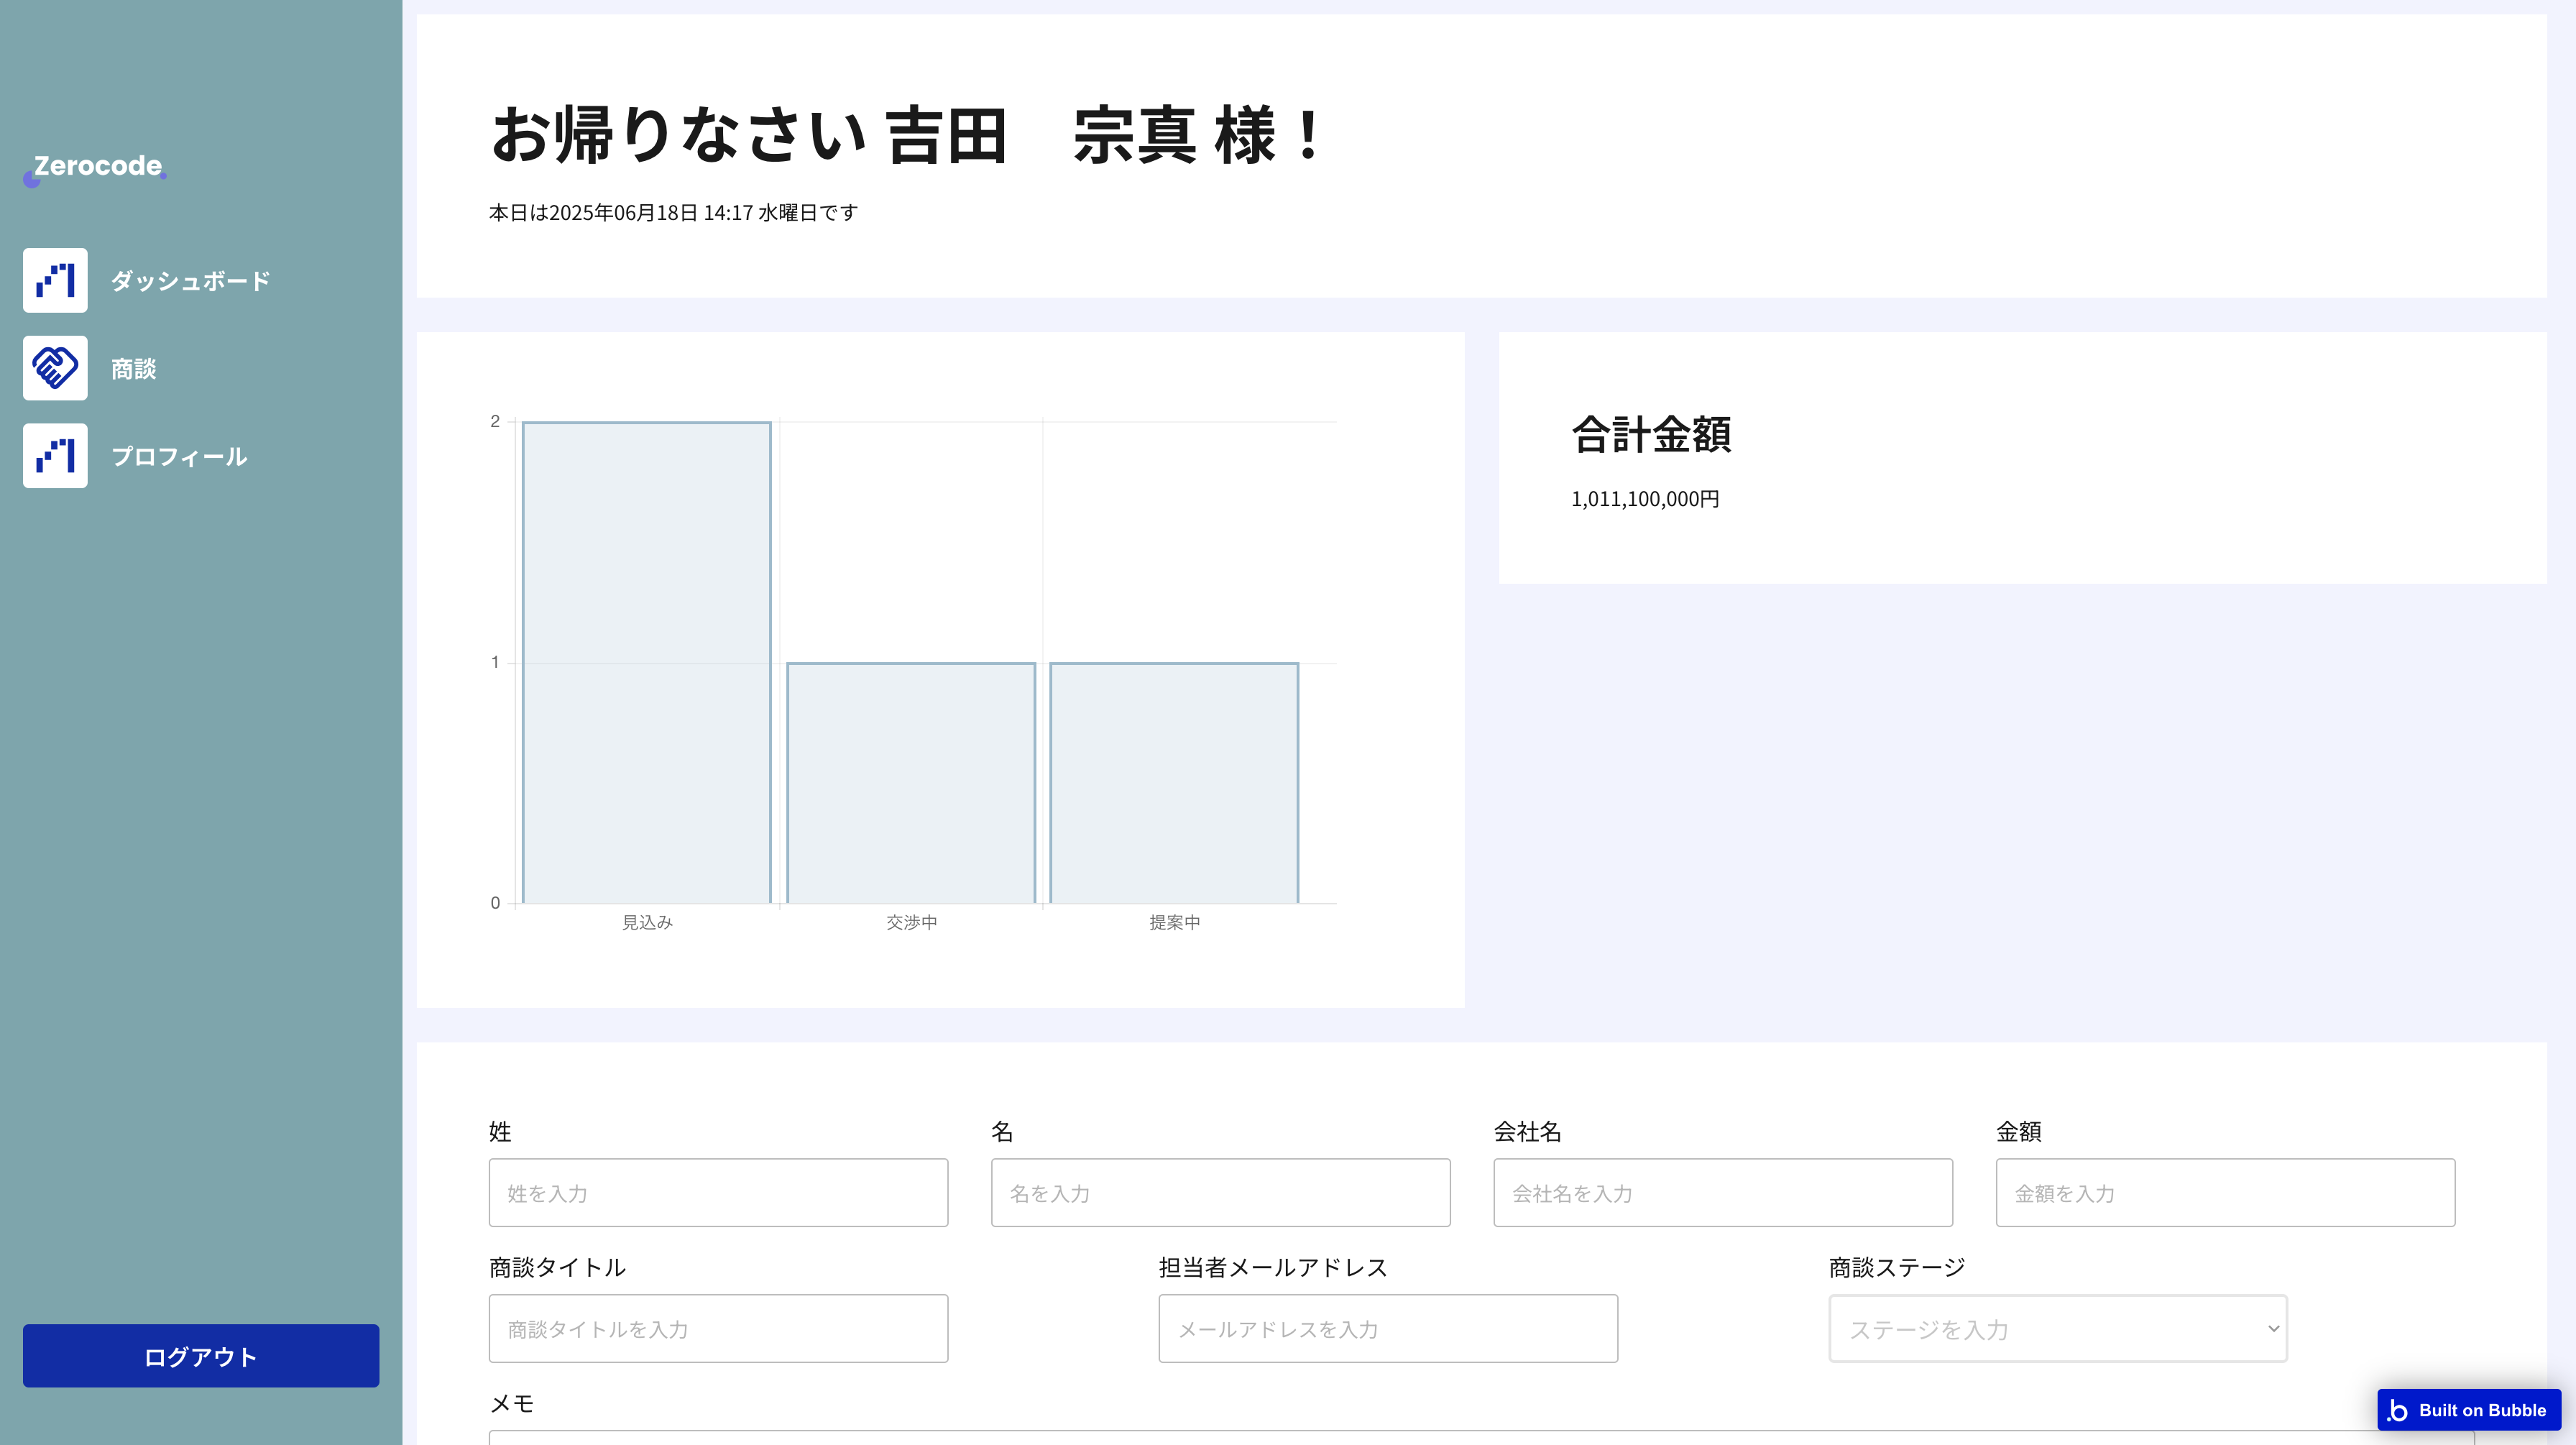 Zerocode
ダッシュボード
商談
プロフィール
ログアウト
お帰りなさい 吉田　宗真 様！
本日は2025年06月18日 14:17 水曜日です
2
1
0
見込み
交渉中
提案中
合計金額
1,011,100,000円
姓
名
会社名
金額
姓を入力
名を入力
会社名を入力
金額を入力
商談タイトル
担当者メールアドレス
商談ステージ
商談タイトルを入力
メールアドレスを入力
ステージを入力
メモ
Built on Bubble